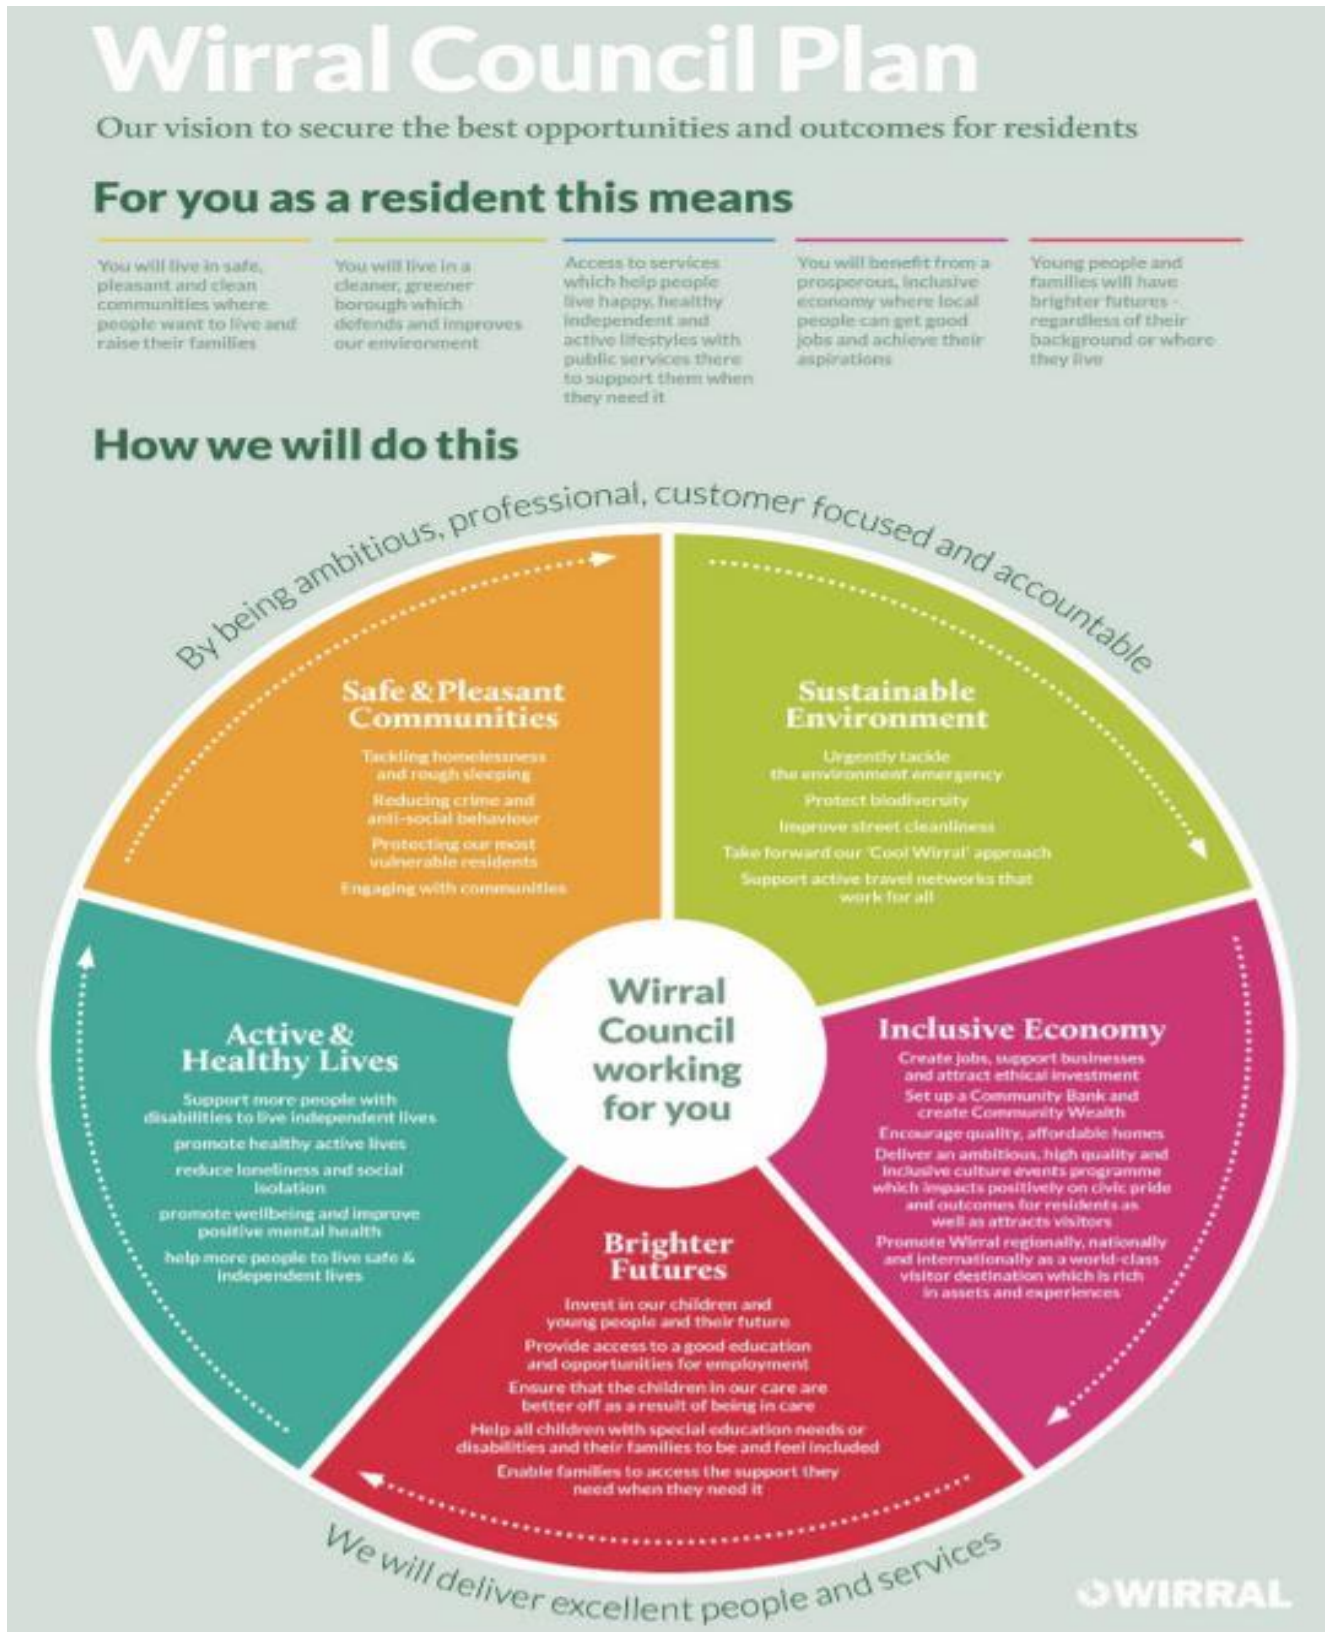 Wirral Council Plan
Our vision to secure the best opportunities and outcomes for residents
For you as a resident this means
You will live in safe,
pleasant and clean
communities where
people want to live and
raise their families
You will live in a
cleaner, greener
borough which
defends and improves
our environment
Access to services
which help people
live happy, healthy
independent and
active lifestyles with
public services there
to support them when
they need it
You will benefit from a
prosperous, inclusive
economy where local
people can get good
jobs and achieve their
aspirations
Young people and
families will have
brighter futures -
regardless of their
background or where
they live
How we will do this
By being ambitious, professional, customer focused and accountable
Safe & Pleasant
Communities
Tackling homelessness
and rough sleeping
Reducing crime and
anti-social behaviour
Protecting our most
vulnerable residents
Engaging with communities
Sustainable
Environment
Urgently tackle
the environment emergency
Protect biodiversity
Improve street cleanliness
Take forward our 'Cool Wirral' approach
Support active travel networks that
work for all
Wirral
Council
working
for you
Active &
Healthy Lives
Support more people with
disabilities to live independent lives
promote healthy active lives
reduce loneliness and social
isolation
promote wellbeing and improve
positive mental health
help more people to live safe &
independent lives
Inclusive Economy
Create jobs, support businesses
and attract ethical investment
Set up a Community Bank and
create Community Wealth
Encourage quality, affordable homes
Deliver an ambitious, high quality and
inclusive culture events programme
which impacts positively on civic pride
and outcomes for residents as
well as attracts visitors
Promote Wirral regionally, nationally
and internationally as a world-class
visitor destination which is rich
in assets and experiences
Brighter
Futures
Invest in our children and
young people and their future
Provide access to a good education
and opportunities for employment
Ensure that the children in our care are
better off as a result of being in care
Help all children with special education needs or
disabilities and their families to be and feel included
Enable families to access the support they
need when they need it
We will deliver excellent people and services
WIRRAL